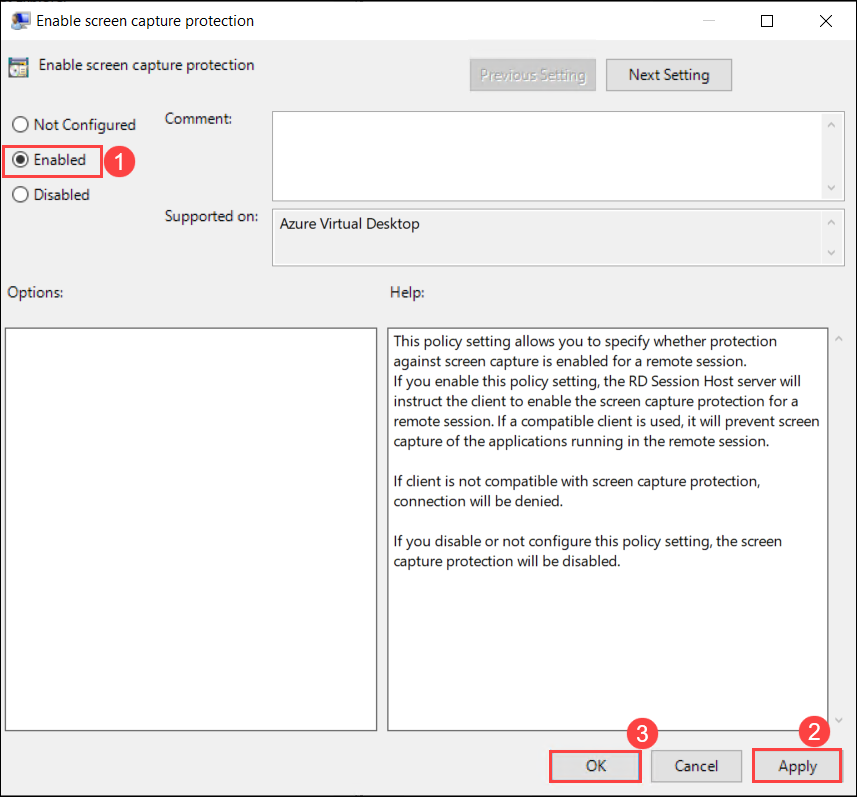 Enable screen capture protection
Enable screen capture protection
Previous Setting
Next Setting
Not Configured
Comment:
Enabled
1
Disabled
Supported on:
Azure Virtual Desktop
Options:
Help:
This policy setting allows you to specify whether protection
against screen capture is enabled for a remote session.
If you enable this policy setting, the RD Session Host server will
instruct the client to enable the screen capture protection for a
remote session. If a compatible client is used, it will prevent screen
capture of the applications running in the remote session.
If client is not compatible with screen capture protection,
connection will be denied.
If you disable or not configure this policy setting, the screen
capture protection will be disabled.
3
2
OK
Cancel
Apply